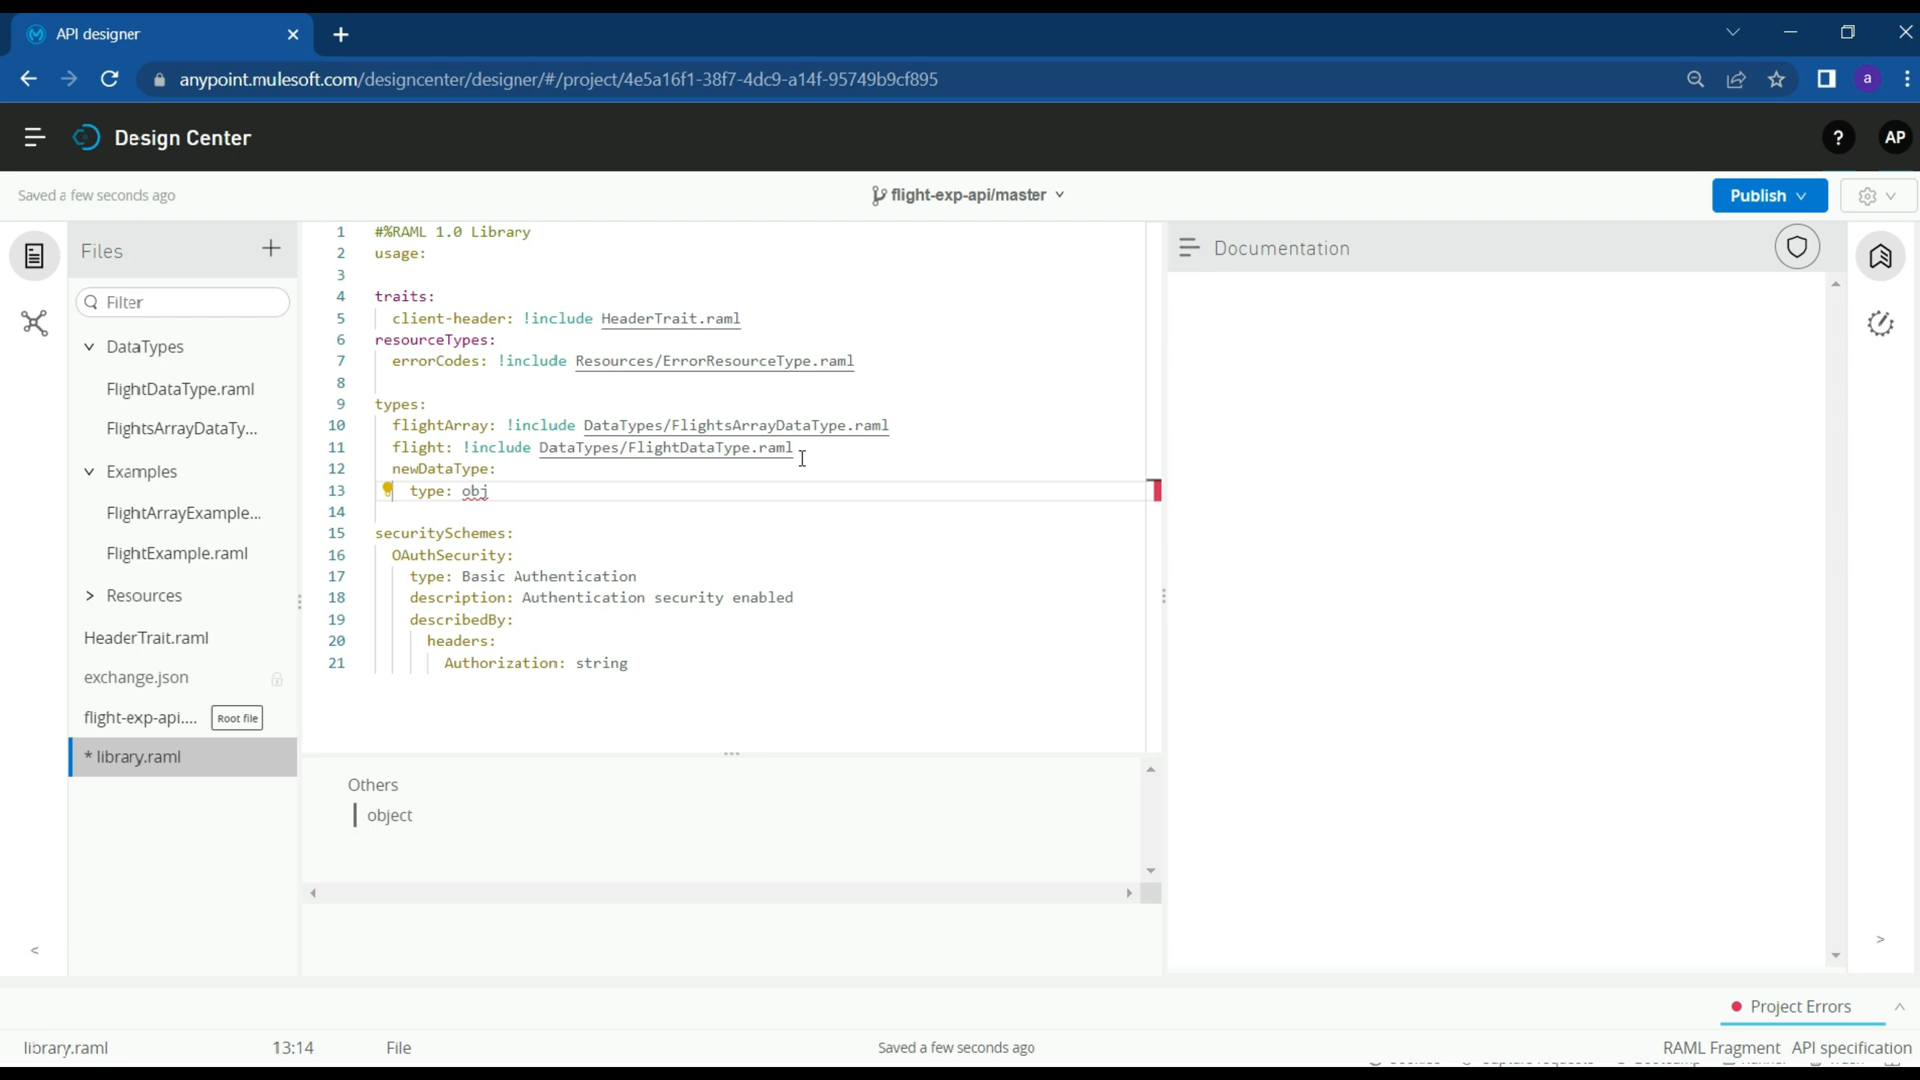 API designer
anypoint.mulesoft.com/designcenter/designer/#/project/4e5a16f1-38f7-4dc9-a14f-95749b9cf895
a
Design Center
?
AP
Saved a few seconds ago
flight-exp-api/master
Publish
Files
Filter
DataTypes
FlightDataType.raml
FlightsArrayDataTy...
Examples
FlightArrayExample...
FlightExample.raml
Resources
HeaderTrait.raml
exchange.json
flight-exp-api.... Root file
* library.raml
1 #%RAML 1.0 Library
2 usage:
3
4 traits:
5 client-header: !include HeaderTrait.raml
6 resourceTypes:
7 errorCodes: !include Resources/ErrorResourceType.raml
8
9 types:
10 flightArray: !include DataTypes/FlightsArrayDataType.raml
11 flight: !include DataTypes/FlightDataType.raml
12 newDataType:
13 type: obj
14
15 securitySchemes:
16 OAuthSecurity:
17 type: Basic Authentication
18 description: Authentication security enabled
19 describedBy:
20 headers:
21 Authorization: string
Others
object
Documentation
Project Errors
library.raml 13:14 File Saved a few seconds ago RAML Fragment API specification